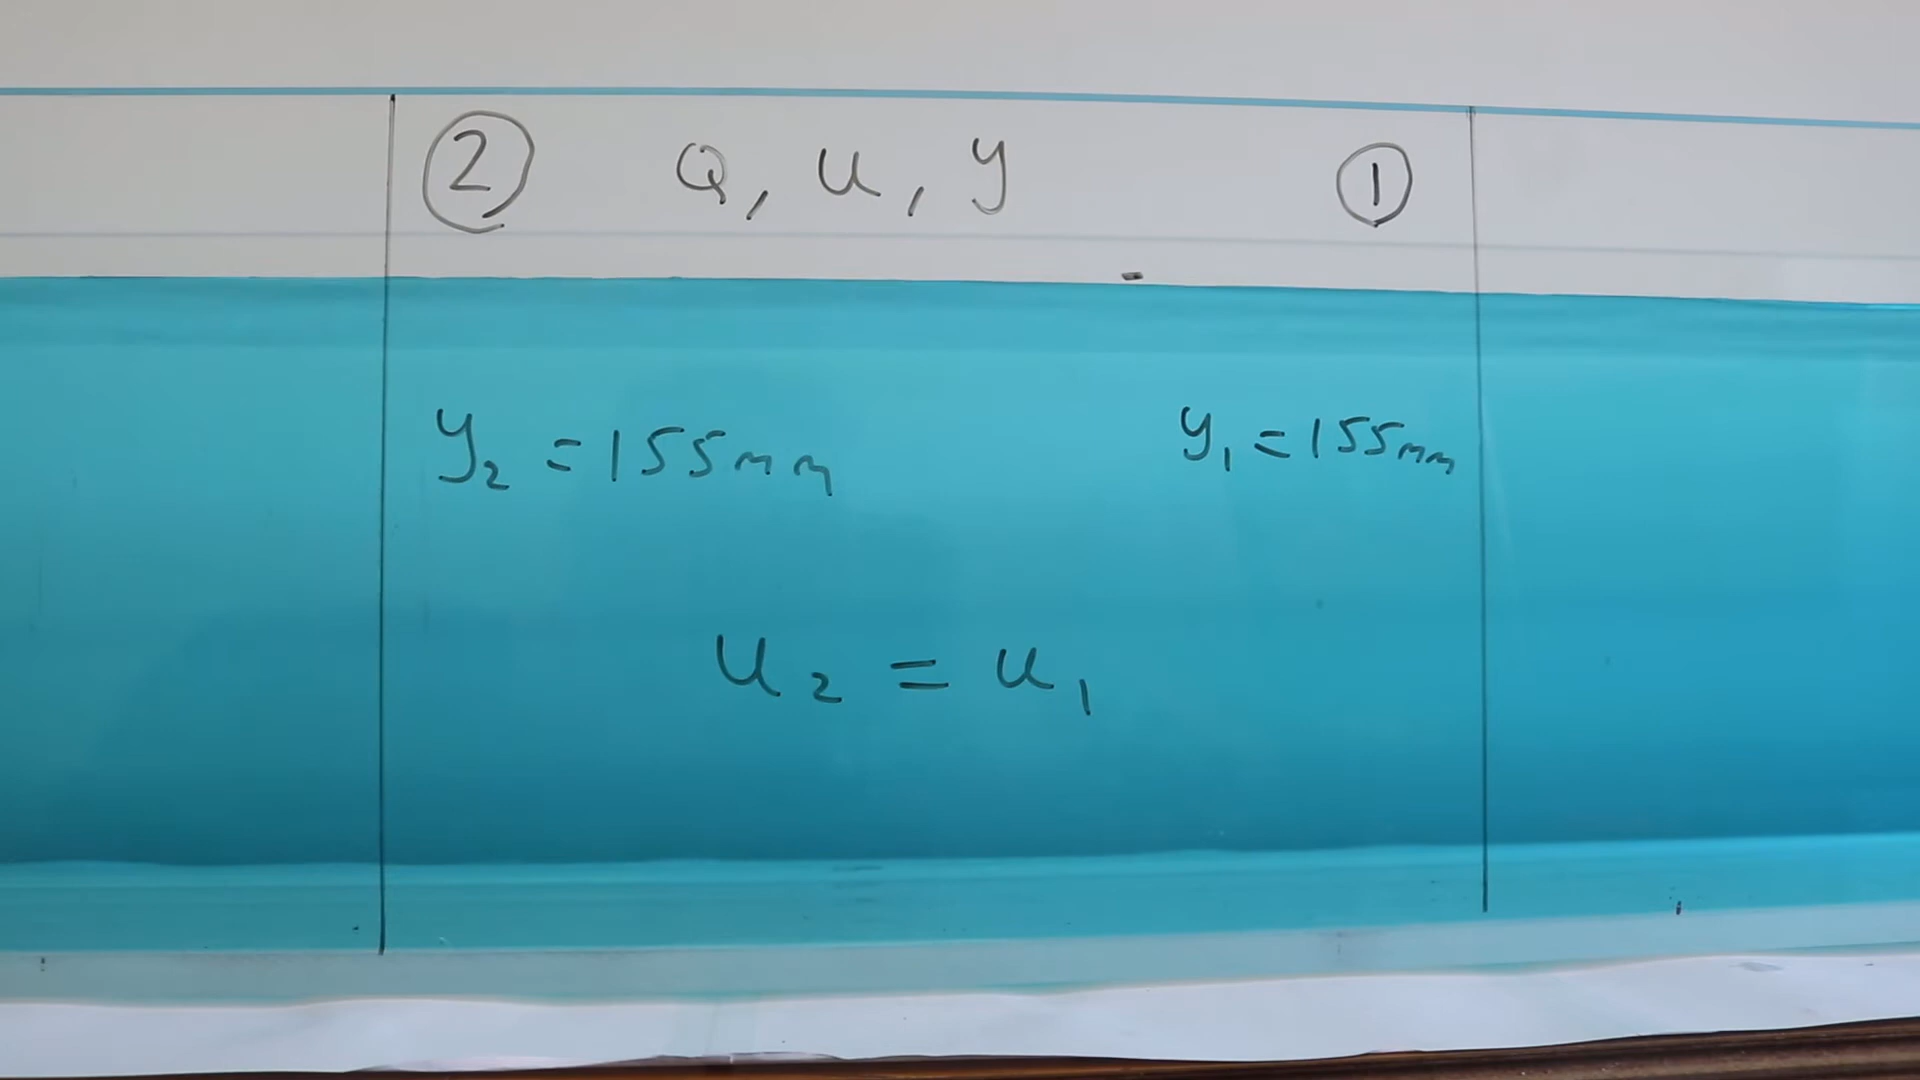 ② Q, u, y ①
y₂ = 155mm y₁ = 155mm
u₂ = u₁